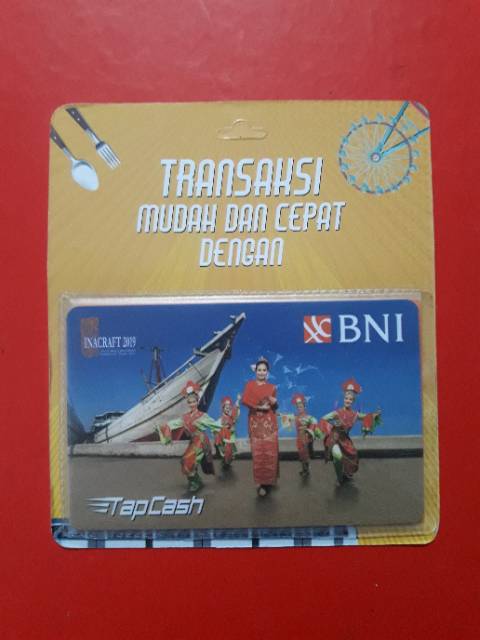 TRANSAKSI
MUDAH DAN CEPAT
DENGAN
INACRAFT 2019
BNI
TapCash